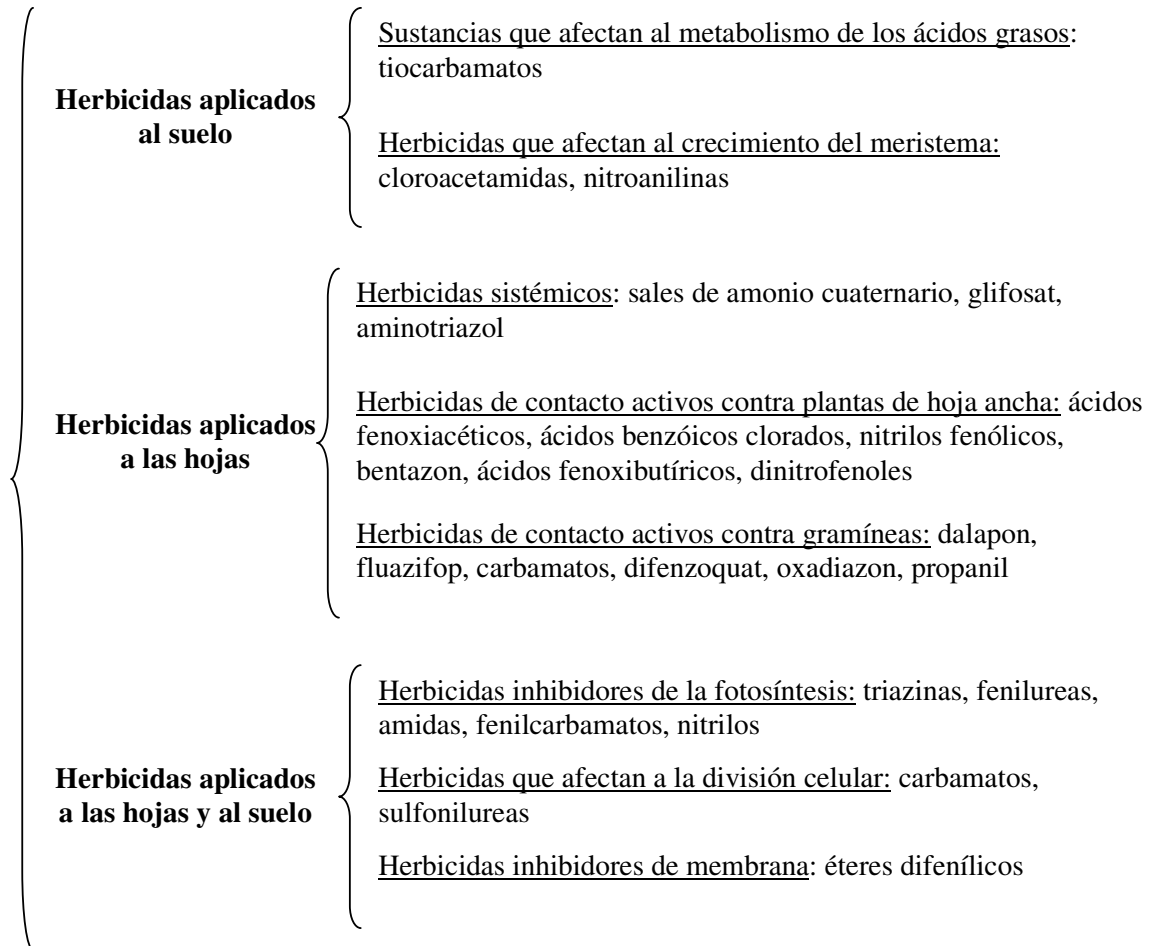 Sustancias que afectan al metabolismo de los ácidos grasos:
tiocarbamatos
Herbicidas aplicados
al suelo
Herbicidas que afectan al crecimiento del meristema:
cloroacetamidas, nitroanilinas
Herbicidas sistémicos: sales de amonio cuaternario, glifosat,
aminotriazol
Herbicidas aplicados
a las hojas
Herbicidas de contacto activos contra plantas de hoja ancha: ácidos
fenoxiacéticos, ácidos benzóicos clorados, nitrilos fenólicos,
bentazon, ácidos fenoxibutíricos, dinitrofenoles
Herbicidas de contacto activos contra gramíneas: dalapon,
fluazifop, carbamatos, difenzoquat, oxadiazon, propanil
Herbicidas inhibidores de la fotosíntesis: triazinas, fenilureas,
amidas, fenilcarbamatos, nitrilos
Herbicidas aplicados
a las hojas y al suelo
Herbicidas que afectan a la división celular: carbamatos,
sulfonilureas
Herbicidas inhibidores de membrana: éteres difenílicos